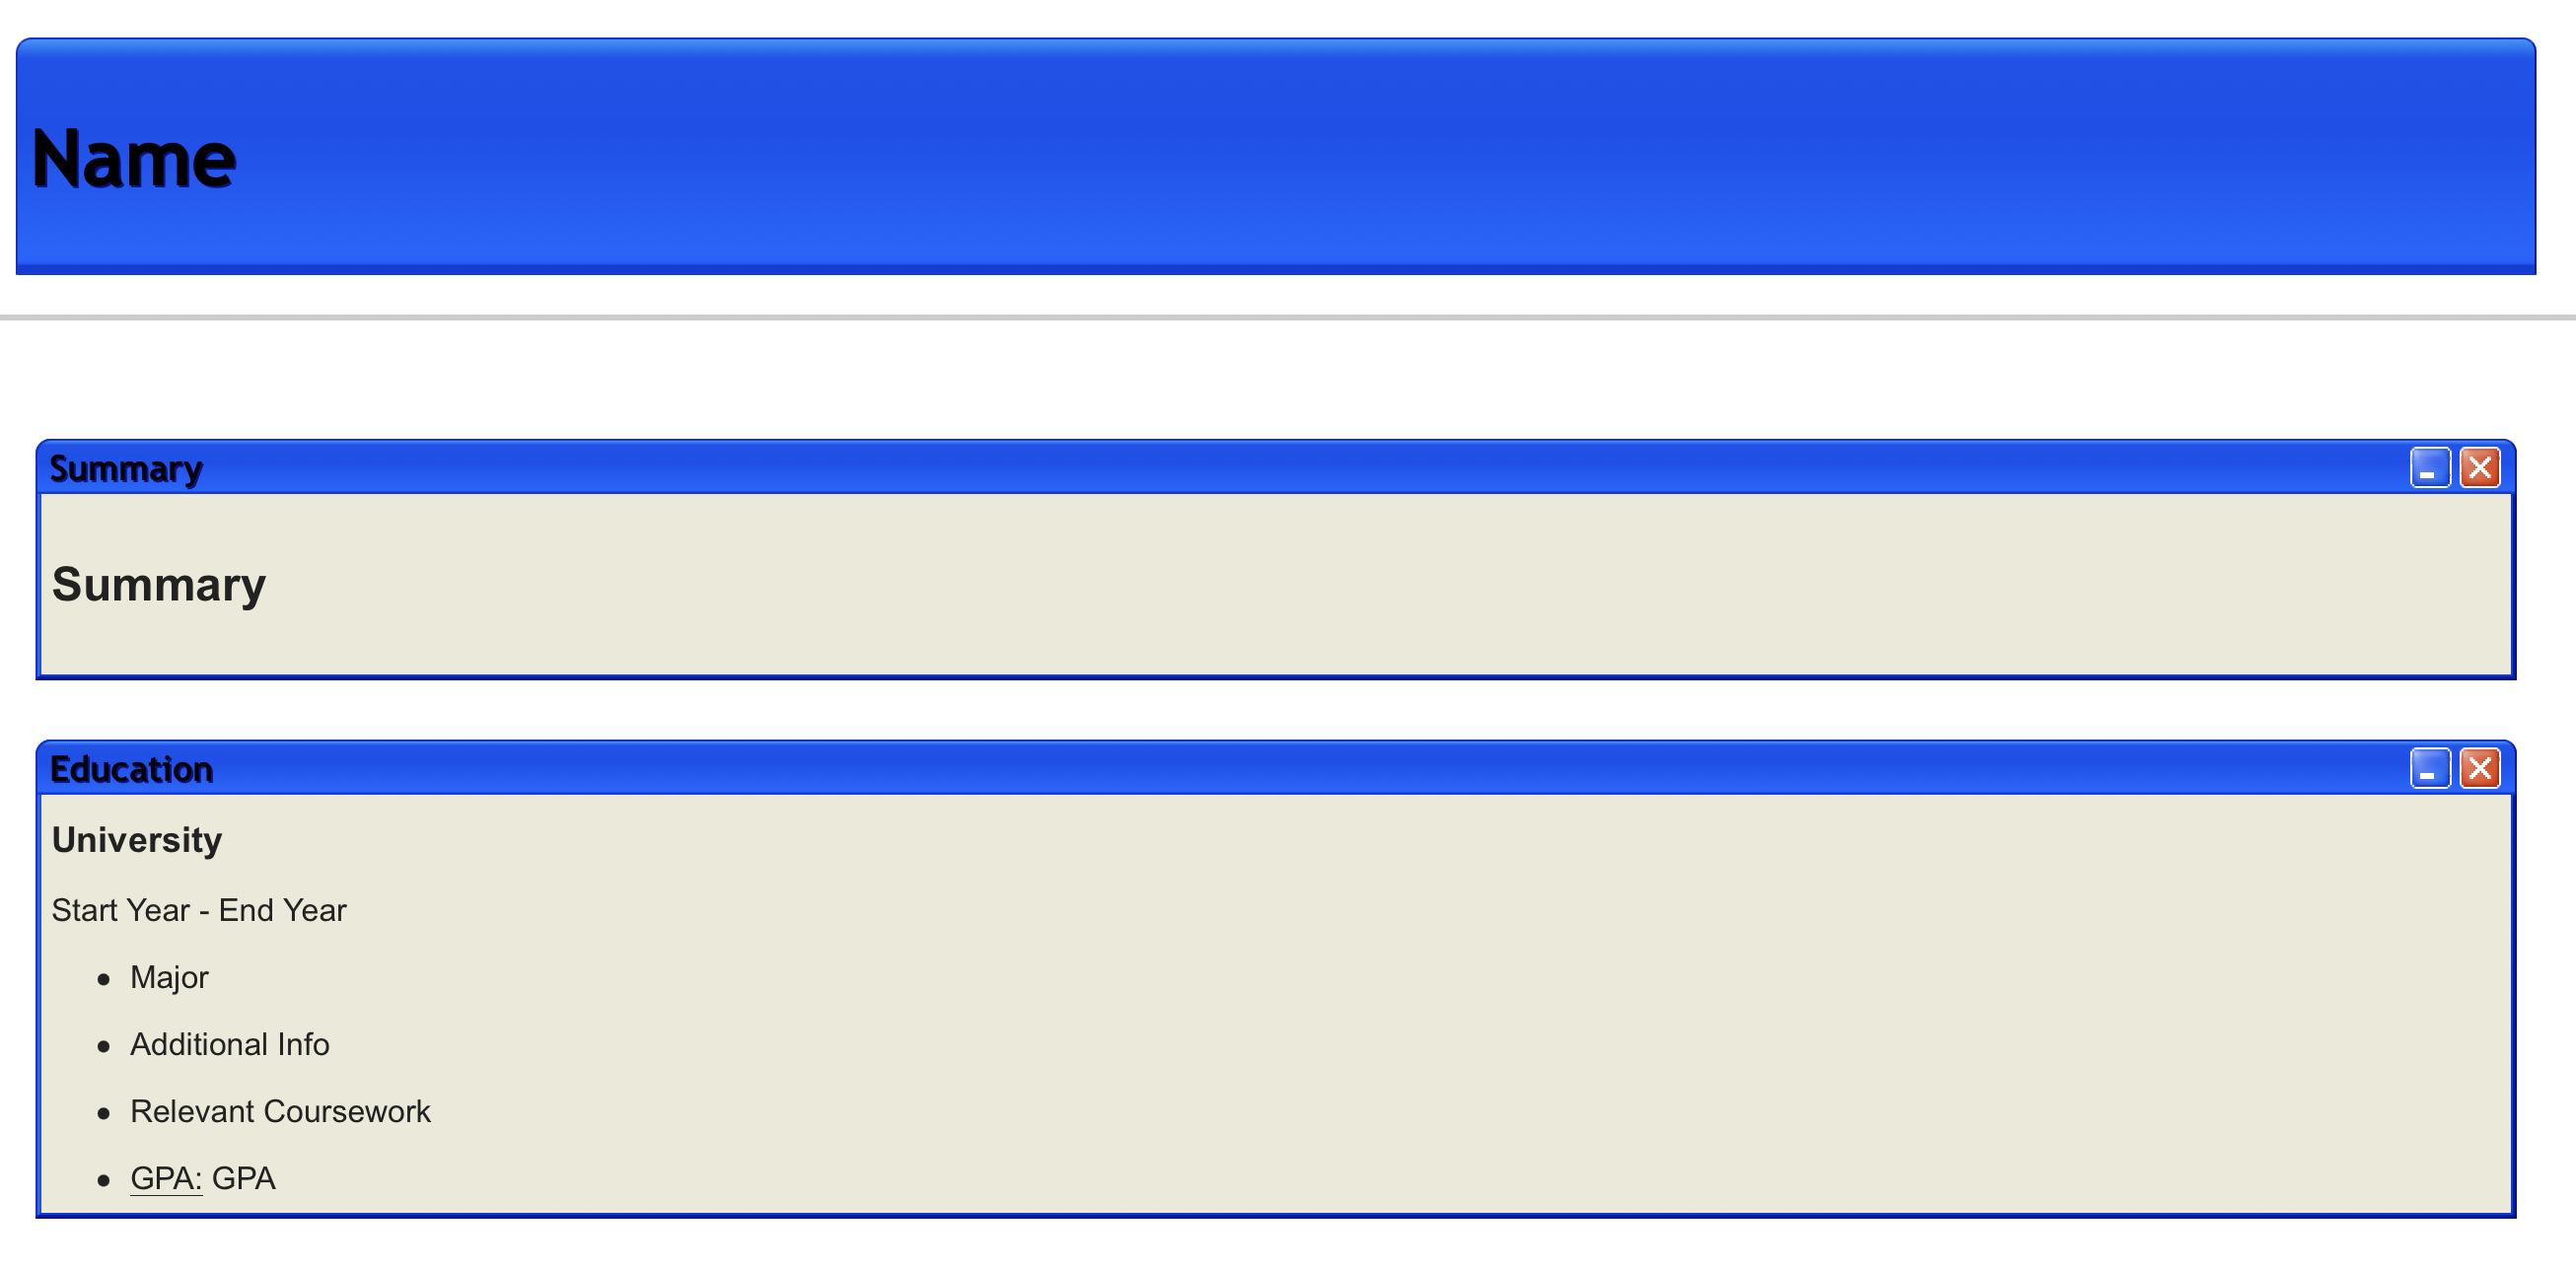 Name
Summary
Summary
Education
University
Start Year - End Year
• Major
• Additional Info
• Relevant Coursework
• GPA: GPA